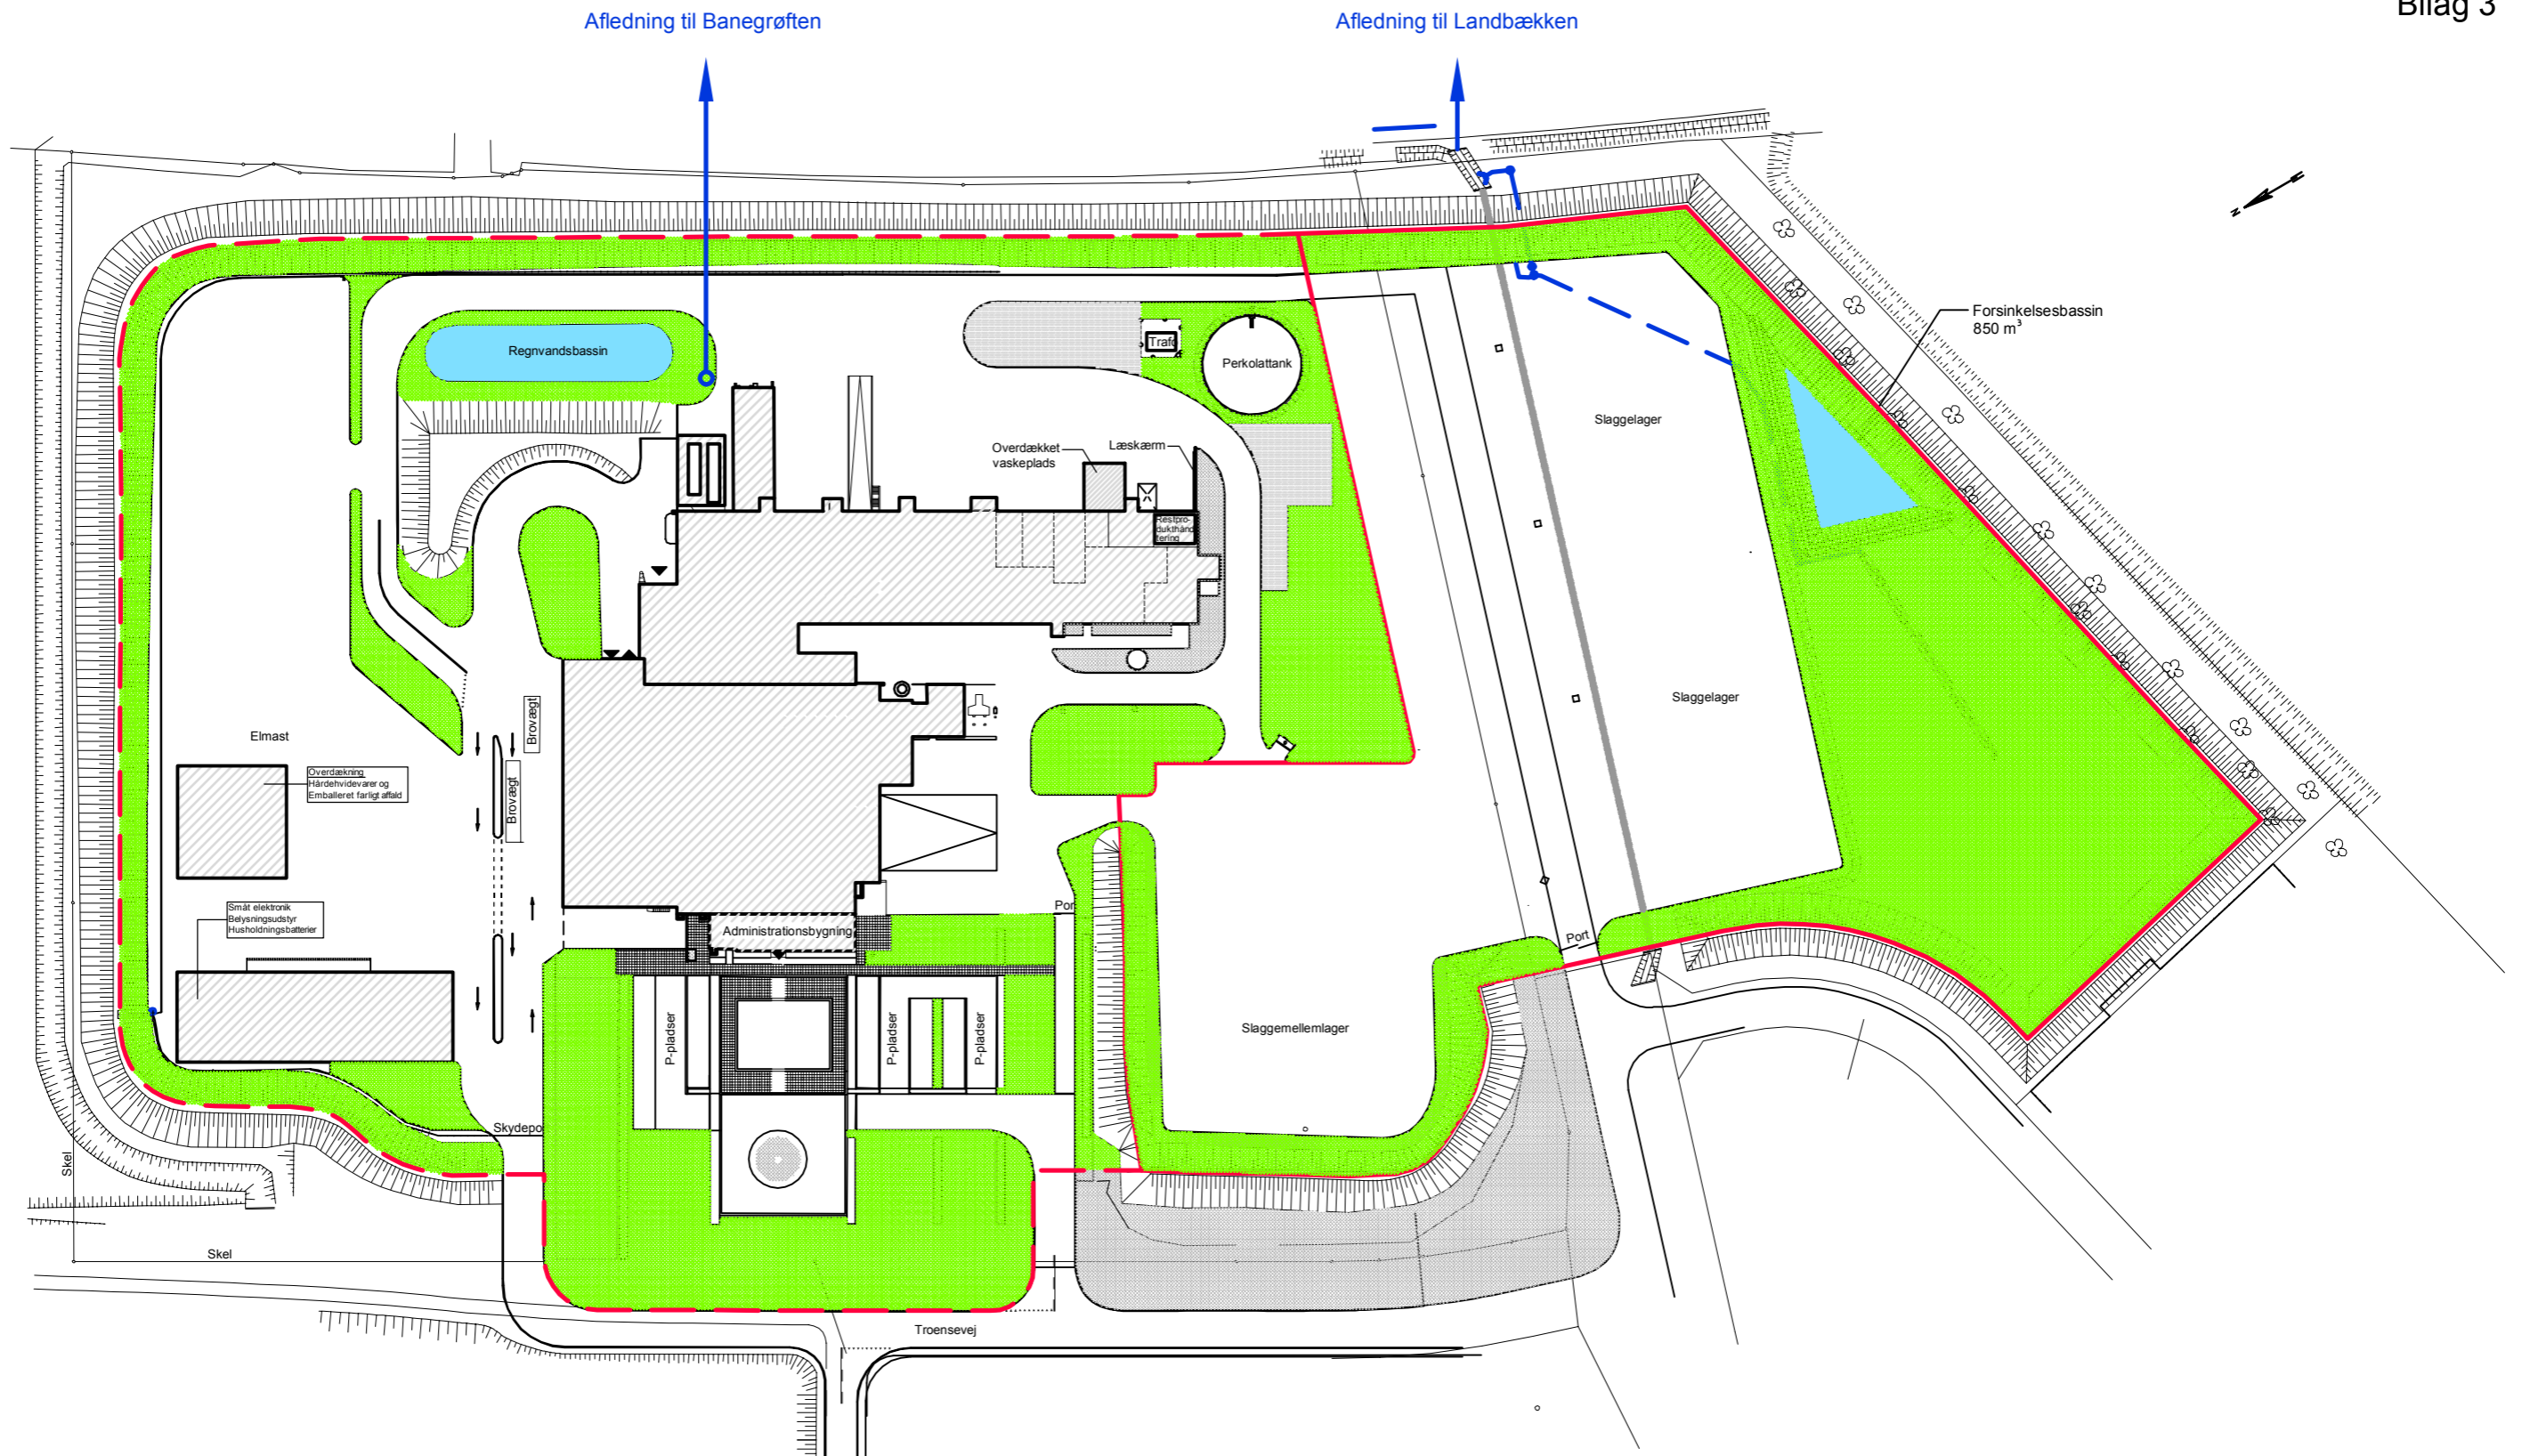 Bilag 3
Afledning til Banegrøften
Afledning til Landbækken
N
Forsinkelsesbassin
850 m³
Regnvandsbassin
Trafo
Perkolattank
Slaggelager
Overdækket
vaskeplads
Læskærm
Restpro-
dukthånd
tering
Slaggelager
Elmast
Brovægt
Brovægt
Overdækning
Hårdehvidevarer og
Emballeret farligt affald
Småt elektronik
Belysningsudstyr
Husholdningsbatterier
Administrationsbygning
Port
Port
Slaggemellemlager
P-pladser
P-pladser
P-pladser
Skydepo
Skel
Skel
Troensevej